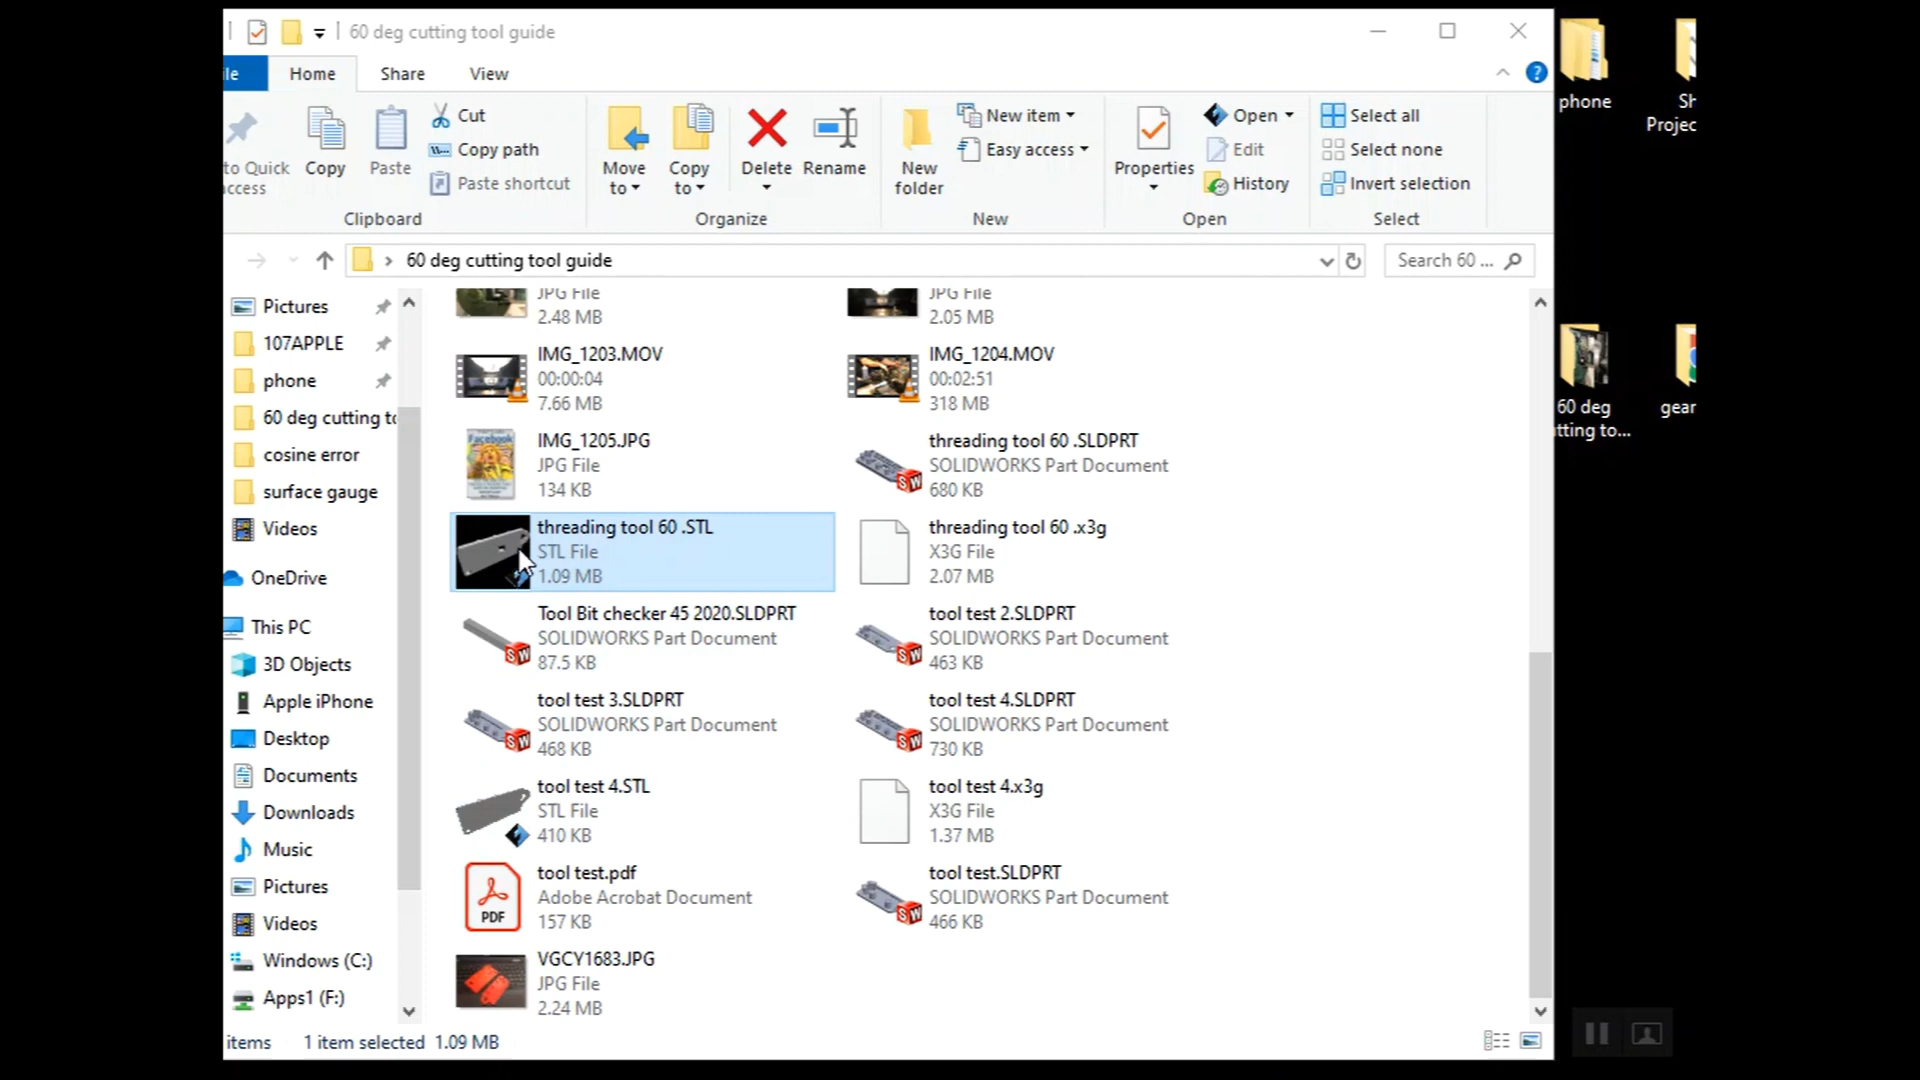 60 deg cutting tool guide
ile
Home
Share
View
to Quick
ccess
Copy
Paste
Cut
Copy path
Paste shortcut
Clipboard
Move
to
Copy
to
Delete
Rename
Organize
New
folder
New item
Easy access
New
Properties
Open
Edit
History
Open
Select all
Select none
Invert selection
Select
60 deg cutting tool guide
Search 60 ...
Pictures
107APPLE
phone
60 deg cutting to
cosine error
surface gauge
Videos
OneDrive
This PC
3D Objects
Apple iPhone
Desktop
Documents
Downloads
Music
Pictures
Videos
Windows (C:)
Apps1 (F:)
JPG File
2.48 MB
JPG File
2.05 MB
IMG_1203.MOV
00:00:04
7.66 MB
IMG_1204.MOV
00:02:51
318 MB
IMG_1205.JPG
JPG File
134 KB
Facebook
threading tool 60 .SLDPRT
SOLIDWORKS Part Document
680 KB
threading tool 60 .STL
STL File
1.09 MB
threading tool 60 .x3g
X3G File
2.07 MB
Tool Bit checker 45 2020.SLDPRT
SOLIDWORKS Part Document
87.5 KB
tool test 2.SLDPRT
SOLIDWORKS Part Document
463 KB
tool test 3.SLDPRT
SOLIDWORKS Part Document
468 KB
tool test 4.SLDPRT
SOLIDWORKS Part Document
730 KB
tool test 4.STL
STL File
410 KB
tool test 4.x3g
X3G File
1.37 MB
PDF
tool test.pdf
Adobe Acrobat Document
157 KB
tool test.SLDPRT
SOLIDWORKS Part Document
466 KB
VGCY1683.JPG
JPG File
2.24 MB
items
1 item selected 1.09 MB
phone
Sh
Projec
60 deg
tting to...
gear